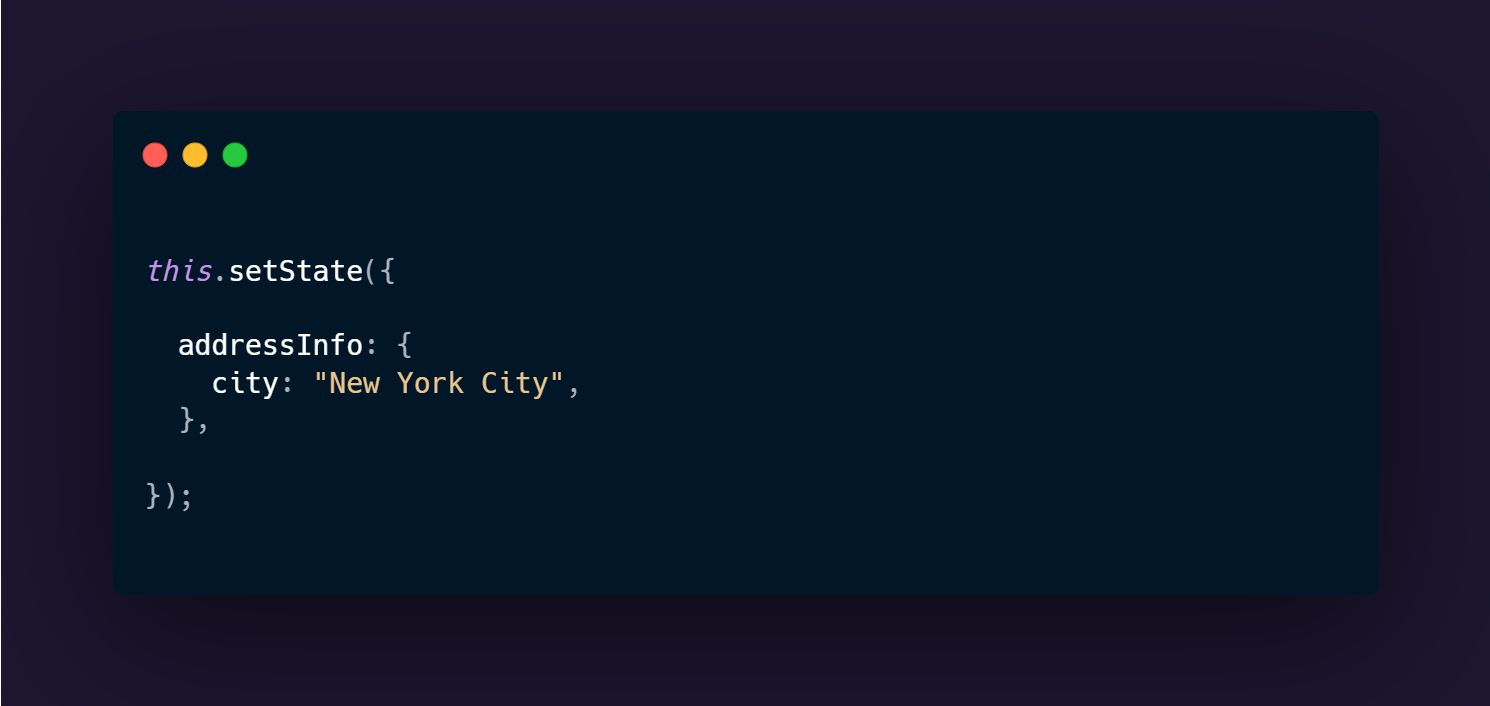 this.setState({
  addressInfo: {
    city: "New York City",
  },
});